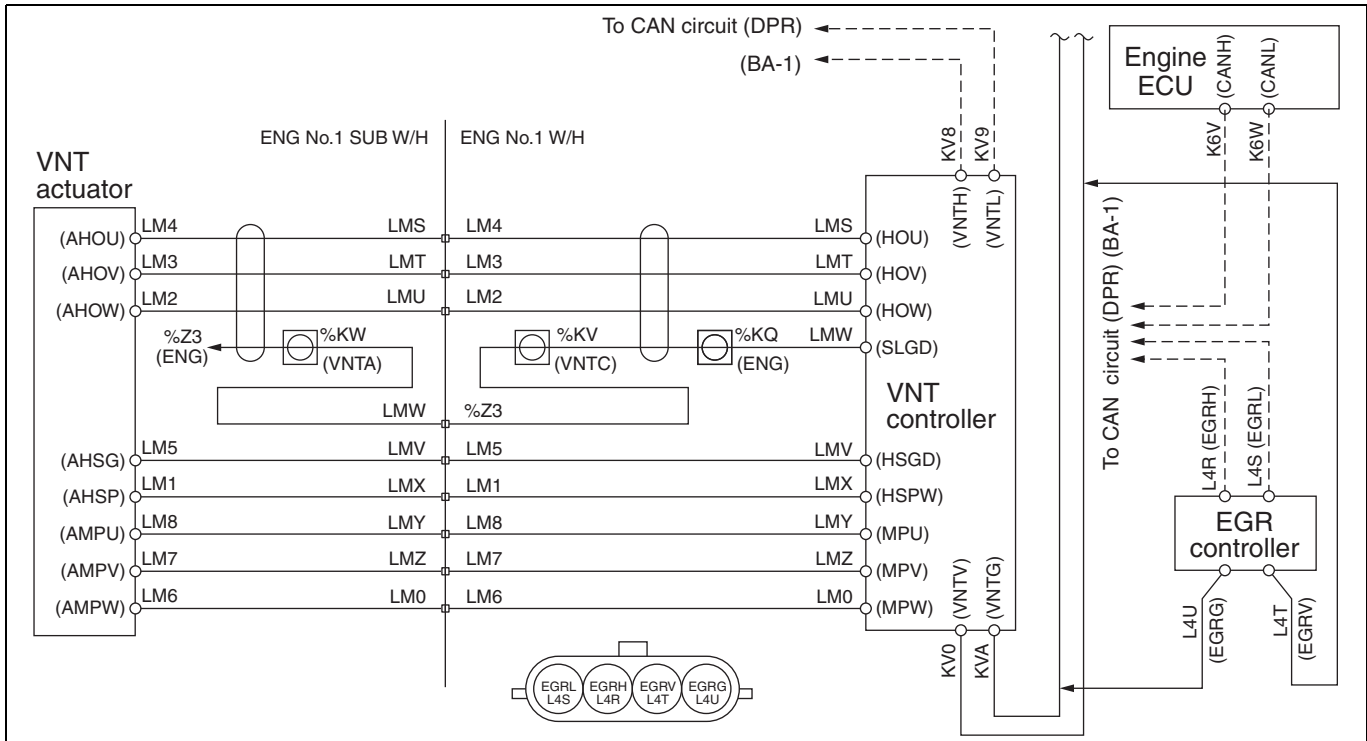 To CAN circuit (DPR)
(BA-1)
Engine
ECU
(CANH)
(CANL)
K6V
K6W
ENG No.1 SUB W/H
ENG No.1 W/H
KV8
KV9
(VNTH)
(VNTL)
VNT
actuator
(AHOU) LM4 LMS LM4 LMS (HOU)
(AHOV) LM3 LMT LM3 LMT (HOV)
(AHOW) LM2 LMU LM2 LMU (HOW)
%Z3 %KW %KV %KQ LMW (SLGD)
(ENG) (VNTA) (VNTC) (ENG)
LMW %Z3
VNT
controller
(AHSG) LM5 LMV LM5 LMV (HSGD)
(AHSP) LM1 LMX LM1 LMX (HSPW)
(AMPU) LM8 LMY LM8 LMY (MPU)
(AMPV) LM7 LMZ LM7 LMZ (MPV)
(AMPW) LM6 LM0 LM6 LM0 (MPW)
(VNTV)
(VNTG)
KV0
KVA
To CAN circuit (DPR) (BA-1)
L4R (EGRH)
L4S (EGRL)
EGR
controller
L4U
(EGRG)
L4T
(EGRV)
EGRL EGRH EGRV EGRG
L4S L4R L4T L4U